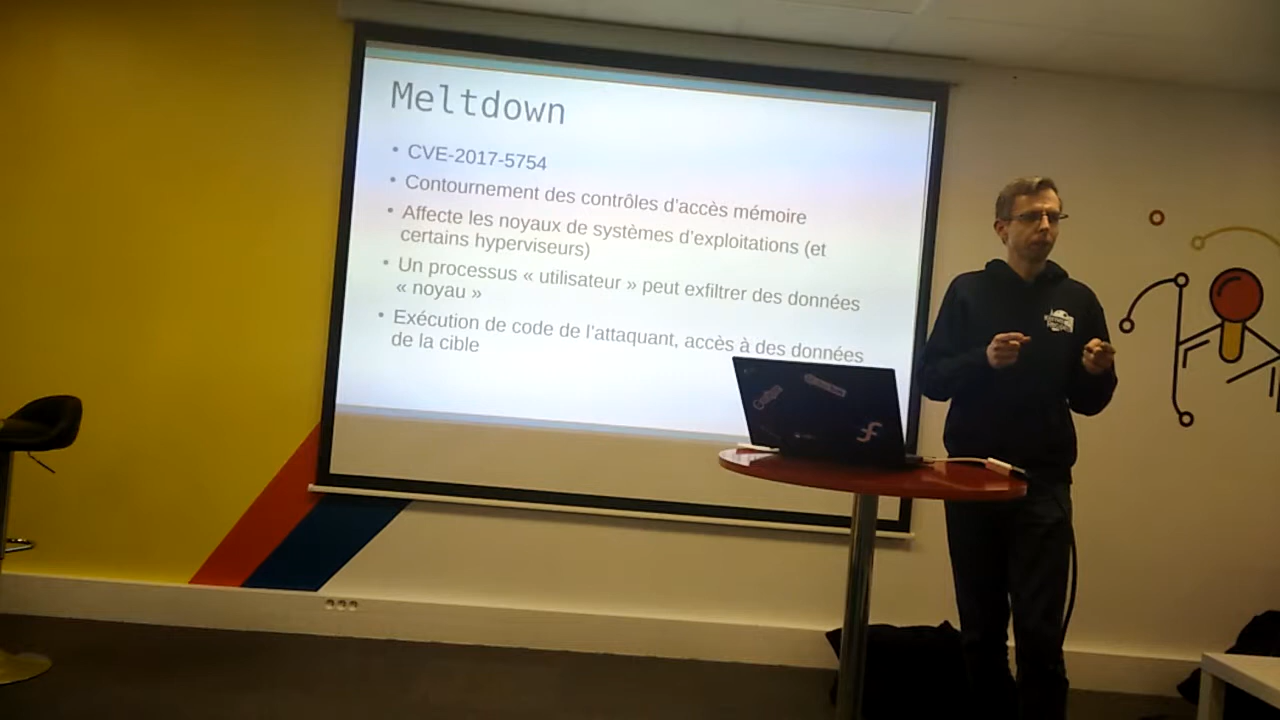 Meltdown
• CVE-2017-5754
• Contournement des contrôles d'accès mémoire
• Affecte les noyaux de systèmes d'exploitations (et
certains hyperviseurs)
• Un processus « utilisateur » peut exfiltrer des données
« noyau »
• Exécution de code de l'attaquant, accès à des données
de la cible